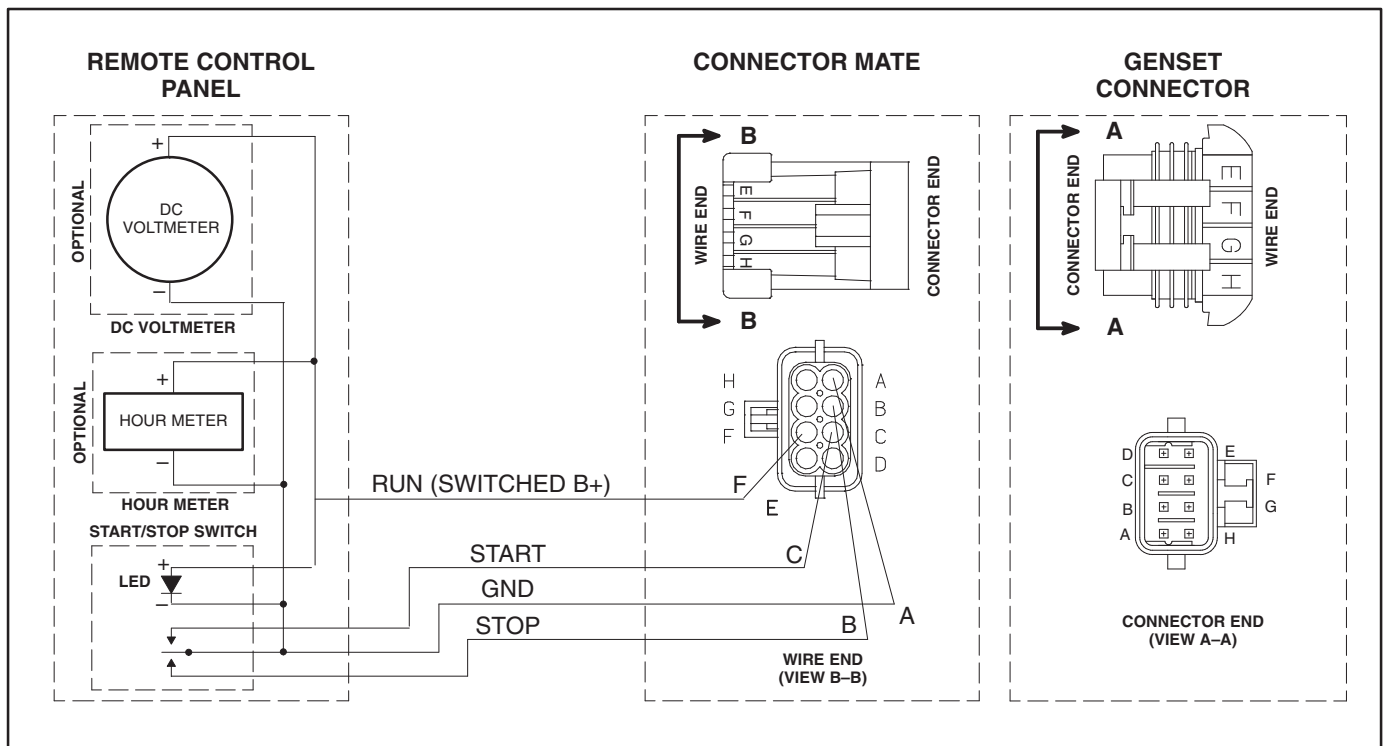 REMOTE CONTROL
PANEL
OPTIONAL
+
DC
VOLTMETER
–
DC VOLTMETER
OPTIONAL
+
HOUR METER
–
HOUR METER
START/STOP SWITCH
+
LED
–
RUN (SWITCHED B+)
START
GND
STOP
CONNECTOR MATE
B
WIRE END
E
F
G
H
CONNECTOR END
B
H
G
F
E
A
B
C
D
F
C
A
B
WIRE END
(VIEW B–B)
GENSET
CONNECTOR
A
CONNECTOR END
E
F
G
H
WIRE END
A
D
C
B
A
E
F
G
H
CONNECTOR END
(VIEW A–A)